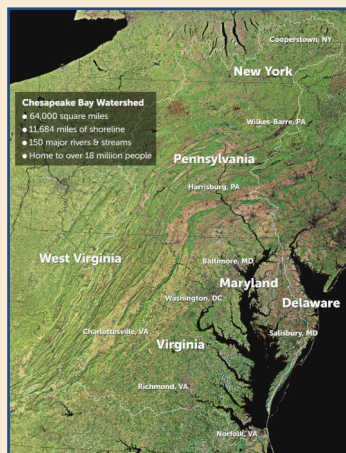 Cooperstown, NY
New York
Chesapeake Bay Watershed
● 64,000 square miles
● 11,684 miles of shoreline
● 150 major rivers & streams
● Home to over 18 million people
Wilkes-Barre, PA
Pennsylvania
Harrisburg, PA
West Virginia
Baltimore, MD
Maryland
Washington, DC
Delaware
Charlottesville, VA
Salisbury, MD
Virginia
Richmond, VA
Norfolk, VA